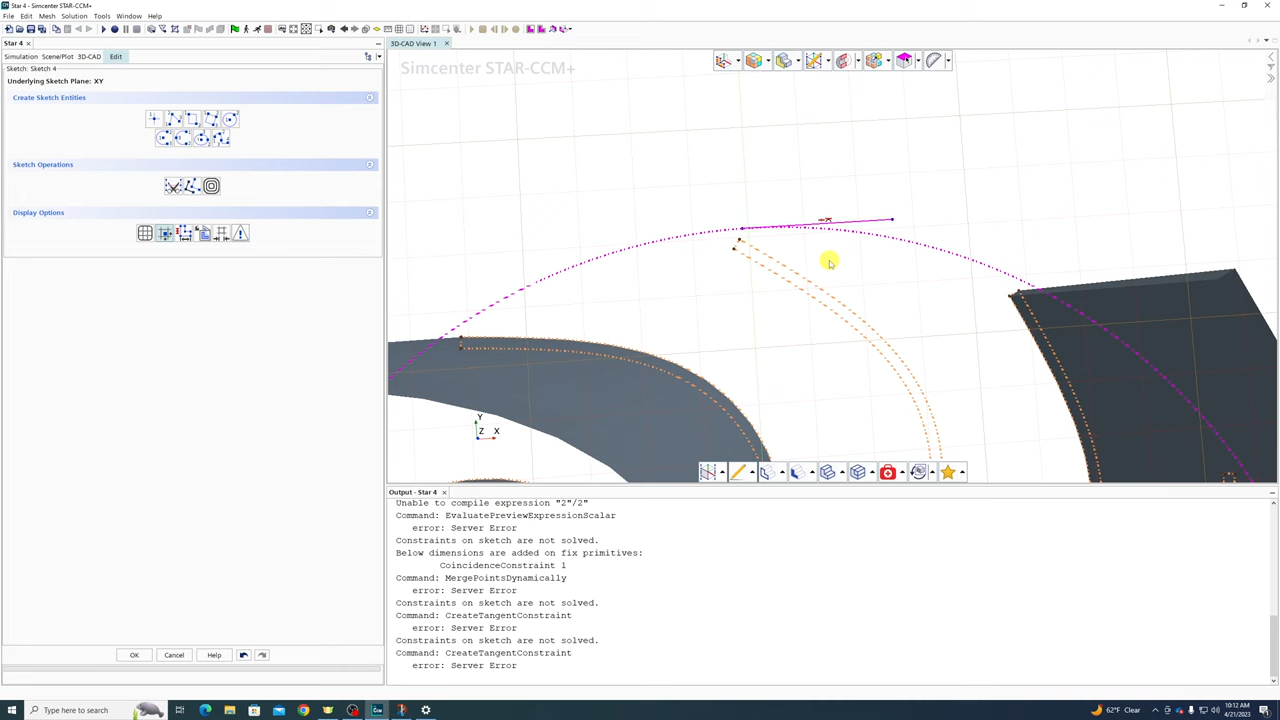 Star 4 - Simcenter STAR-CCM+
File Edit Mesh Solution Tools Window Help
Star 4
3D-CAD View 1
Simulation Scene/Plot 3D-CAD Edit
Sketch: Sketch 4
Underlying Sketch Plane: XY
Create Sketch Entities
Sketch Operations
Display Options
Simcenter STAR-CCM+
Y
Z X
OK Cancel Help
Output - Star 4
Unable to compile expression "2"/2"
Command: EvaluatePreviewExpressionScalar
error: Server Error
Constraints on sketch are not solved.
Below dimensions are added on fix primitives:
CoincidenceConstraint 1
Command: MergePointsDynamically
error: Server Error
Constraints on sketch are not solved.
Command: CreateTangentConstraint
error: Server Error
Constraints on sketch are not solved.
Command: CreateTangentConstraint
error: Server Error
Type here to search
62°F Clear
10:12 AM
4/21/2023